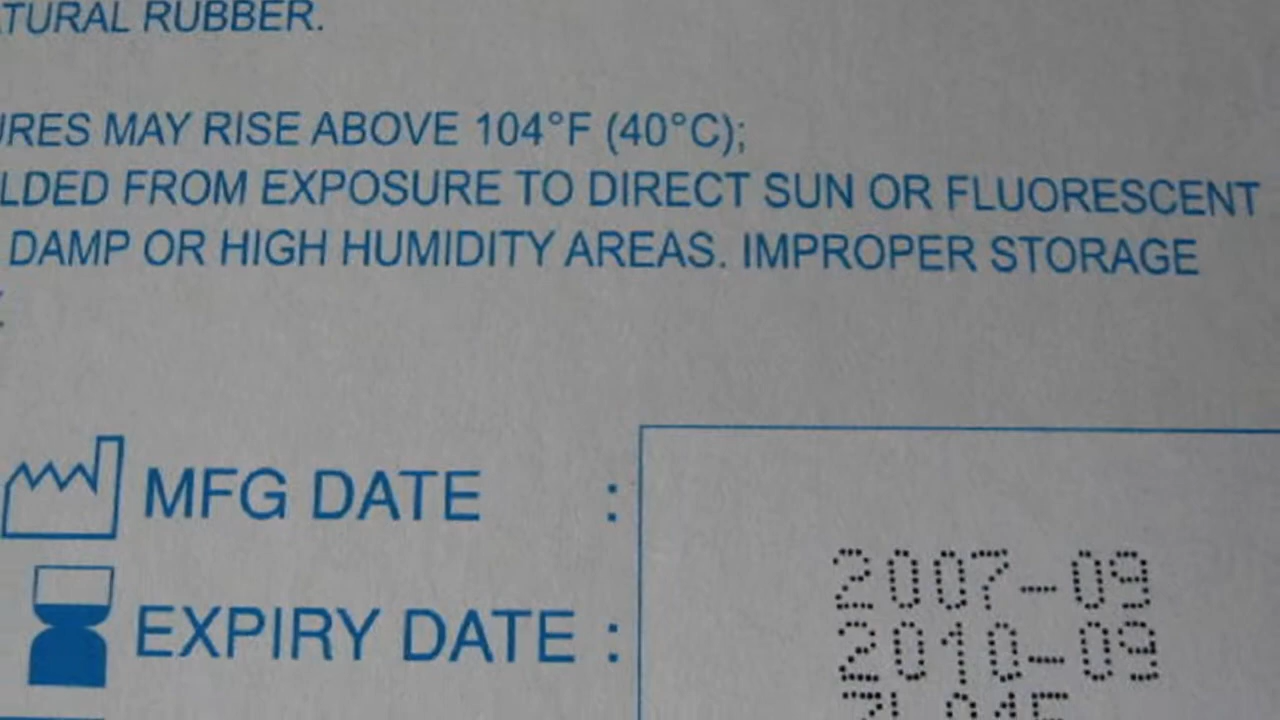 ATURAL RUBBER.
URES MAY RISE ABOVE 104°F (40°C);
LDED FROM EXPOSURE TO DIRECT SUN OR FLUORESCENT
DAMP OR HIGH HUMIDITY AREAS. IMPROPER STORAGE
MFG DATE : 2007-09
EXPIRY DATE : 2010-09